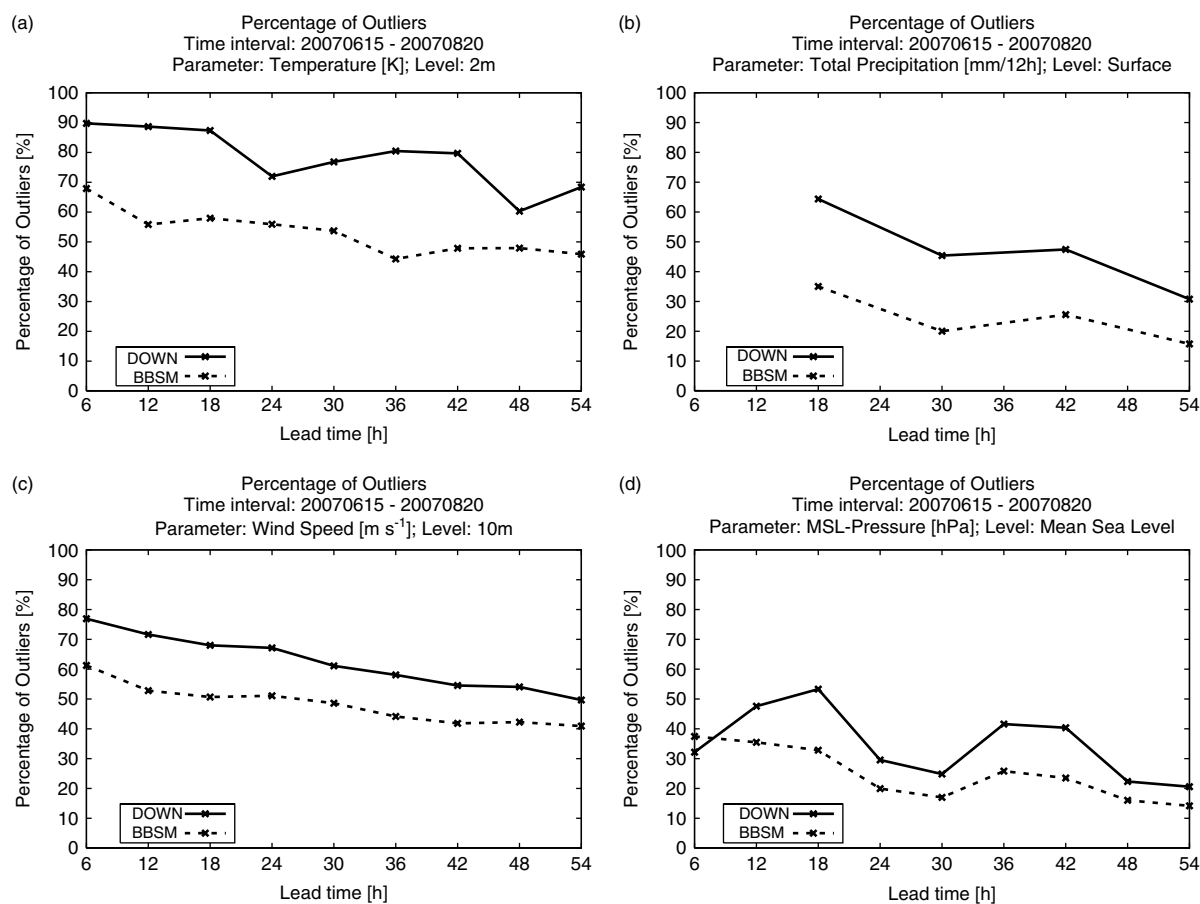 (a)
Percentage of Outliers
Time interval: 20070615 - 20070820
Parameter: Temperature [K]; Level: 2m
Percentage of Outliers [%]
100
90
80
70
60
50
40
30
20
10
0
DOWN
BBSM
6 12 18 24 30 36 42 48 54
Lead time [h]
(b)
Percentage of Outliers
Time interval: 20070615 - 20070820
Parameter: Total Precipitation [mm/12h]; Level: Surface
Percentage of Outliers [%]
100
90
80
70
60
50
40
30
20
10
0
DOWN
BBSM
6 12 18 24 30 36 42 48 54
Lead time [h]
(c)
Percentage of Outliers
Time interval: 20070615 - 20070820
Parameter: Wind Speed [m s-1]; Level: 10m
Percentage of Outliers [%]
100
90
80
70
60
50
40
30
20
10
0
DOWN
BBSM
6 12 18 24 30 36 42 48 54
Lead time [h]
(d)
Percentage of Outliers
Time interval: 20070615 - 20070820
Parameter: MSL-Pressure [hPa]; Level: Mean Sea Level
Percentage of Outliers [%]
100
90
80
70
60
50
40
30
20
10
0
DOWN
BBSM
6 12 18 24 30 36 42 48 54
Lead time [h]